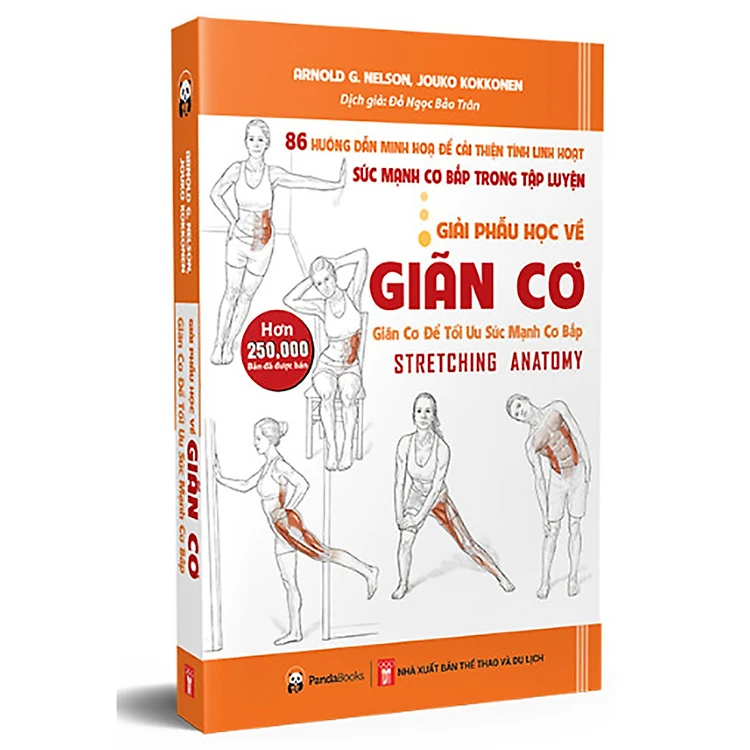 ARNOLD G. NELSON, JOUKO KOKKONEN
Dịch giả: Đỗ Ngọc Bảo Trân
86 HƯỚNG DẪN MINH HOẠ ĐỂ CẢI THIỆN TÍNH LINH HOẠT
SỨC MẠNH CƠ BẮP TRONG TẬP LUYỆN
GIẢI PHẪU HỌC VỀ
GIÃN CƠ
Giãn Cơ Để Tối Ưu Sức Mạnh Cơ Bắp
STRETCHING ANATOMY
Hơn
250,000
Bản đã được bán
PandaBooks
NHÀ XUẤT BẢN THỂ THAO VÀ DU LỊCH
ARNOLD G. NELSON,
JOUKO KOKKONEN
GIẢI PHẪU HỌC VỀ
GIÃN CƠ
Giãn Cơ Để Tối Ưu Sức Mạnh Cơ Bắp